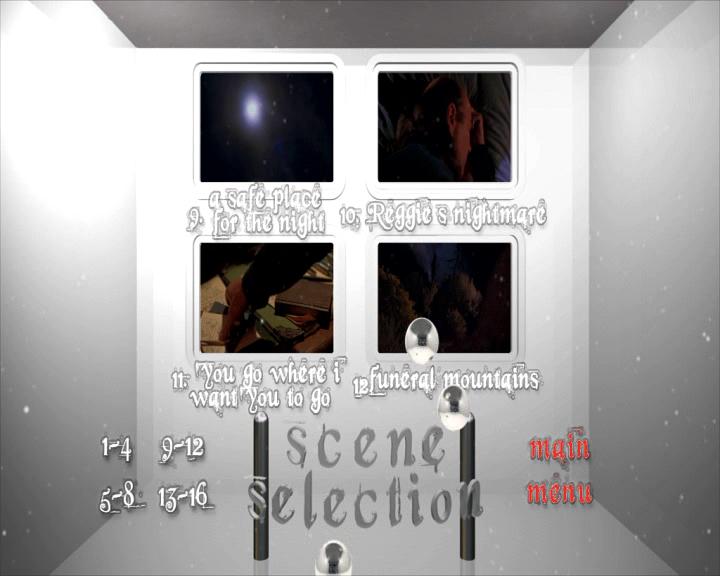 a safe place
9. for the night
10. Reggie's nightmare
11. "You go where i
want you to go
12. funeral mountains
1-4 9-12
5-8 13-16
scene
selection
main
menu